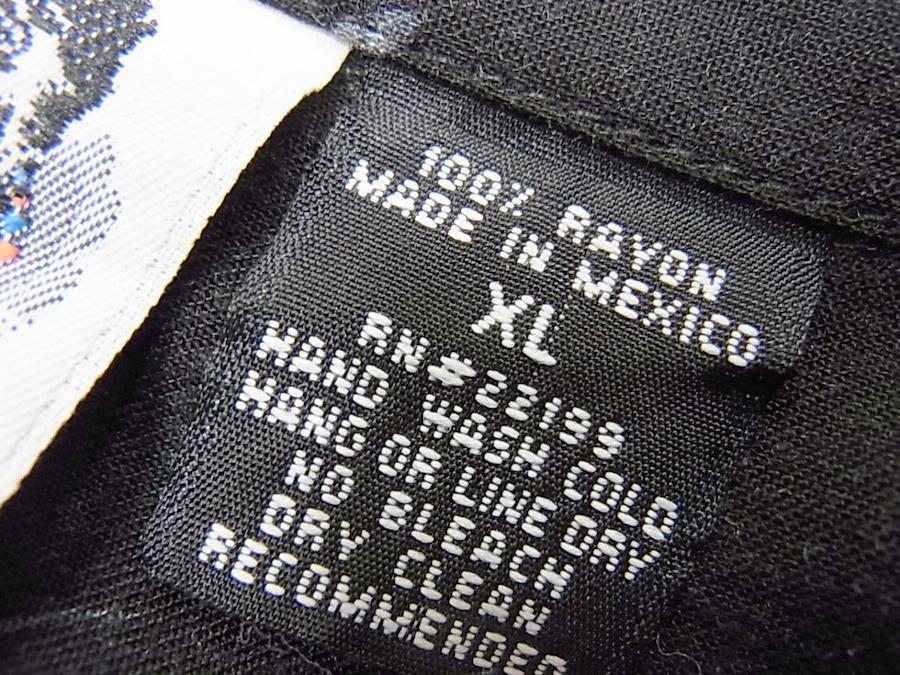 100% RAYON
MADE IN MEXICO
XL
RN#22199
HAND WASH COLD
HANG OR LINE DRY
NO BLEACH
DRY CLEAN
RECOMMENDED